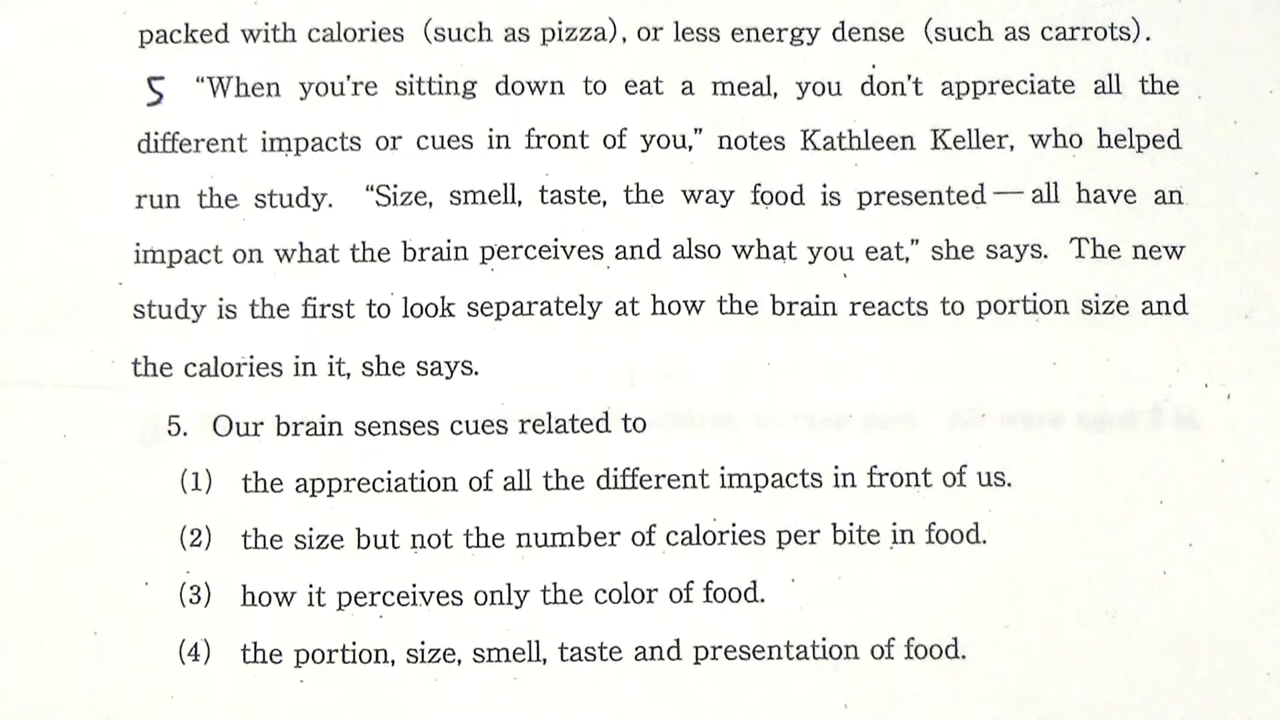 packed with calories (such as pizza), or less energy dense (such as carrots).
5 “When you're sitting down to eat a meal, you don't appreciate all the
different impacts or cues in front of you,” notes Kathleen Keller, who helped
run the study. “Size, smell, taste, the way food is presented — all have an
impact on what the brain perceives and also what you eat,” she says. The new
study is the first to look separately at how the brain reacts to portion size and
the calories in it, she says.
5. Our brain senses cues related to
(1) the appreciation of all the different impacts in front of us.
(2) the size but not the number of calories per bite in food.
(3) how it perceives only the color of food.
(4) the portion, size, smell, taste and presentation of food.